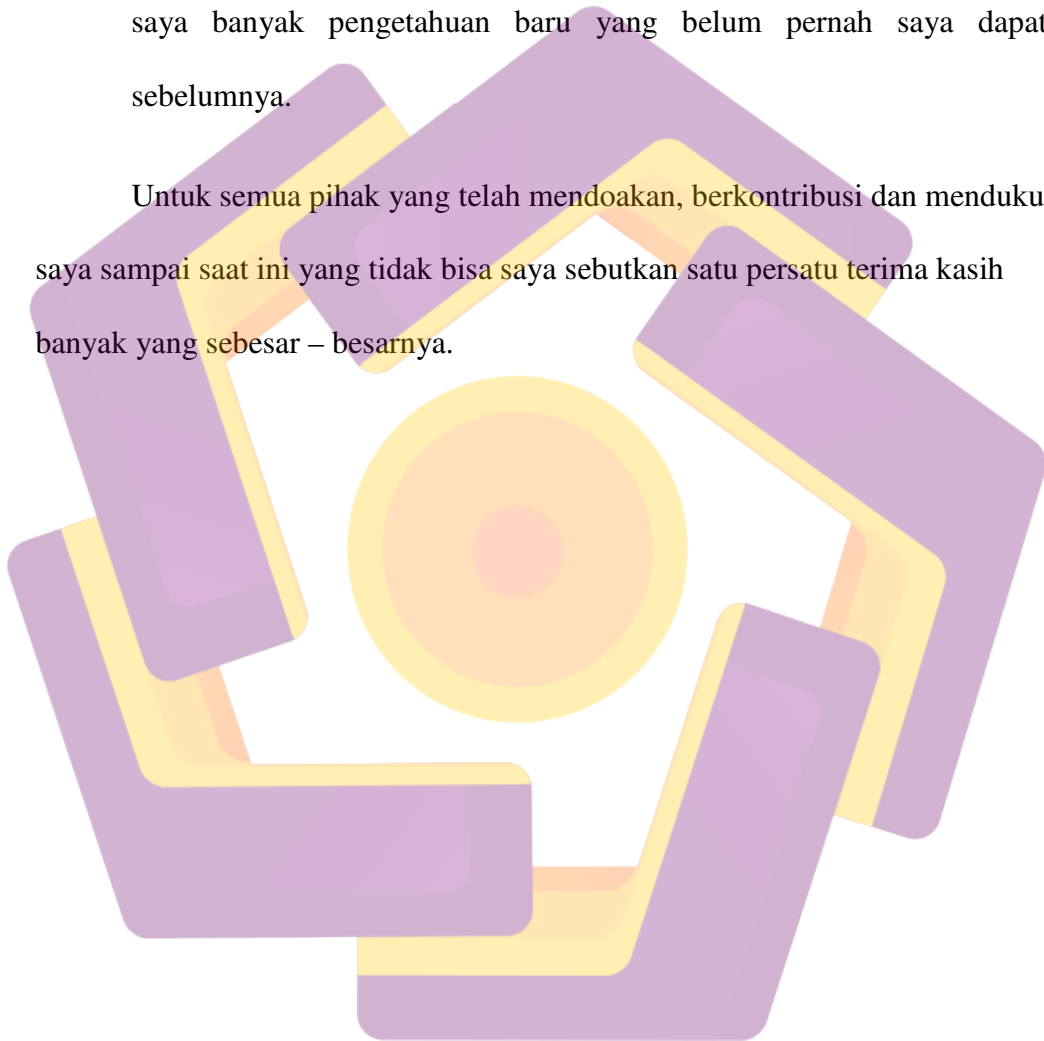 saya banyak pengetahuan baru yang belum pernah saya dapat
sebelumnya.
Untuk semua pihak yang telah mendoakan, berkontribusi dan menduku
saya sampai saat ini yang tidak bisa saya sebutkan satu persatu terima kasih
banyak yang sebesar – besarnya.